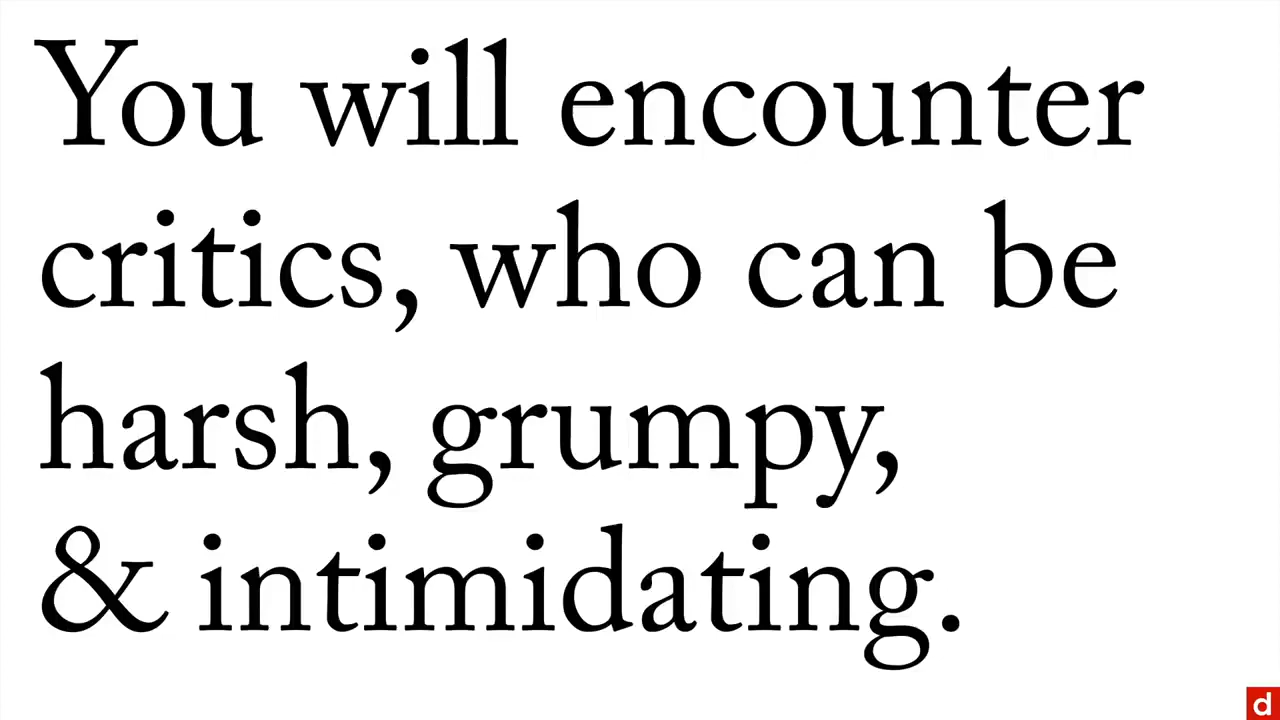 You will encounter
critics, who can be
harsh, grumpy,
& intimidating.
d